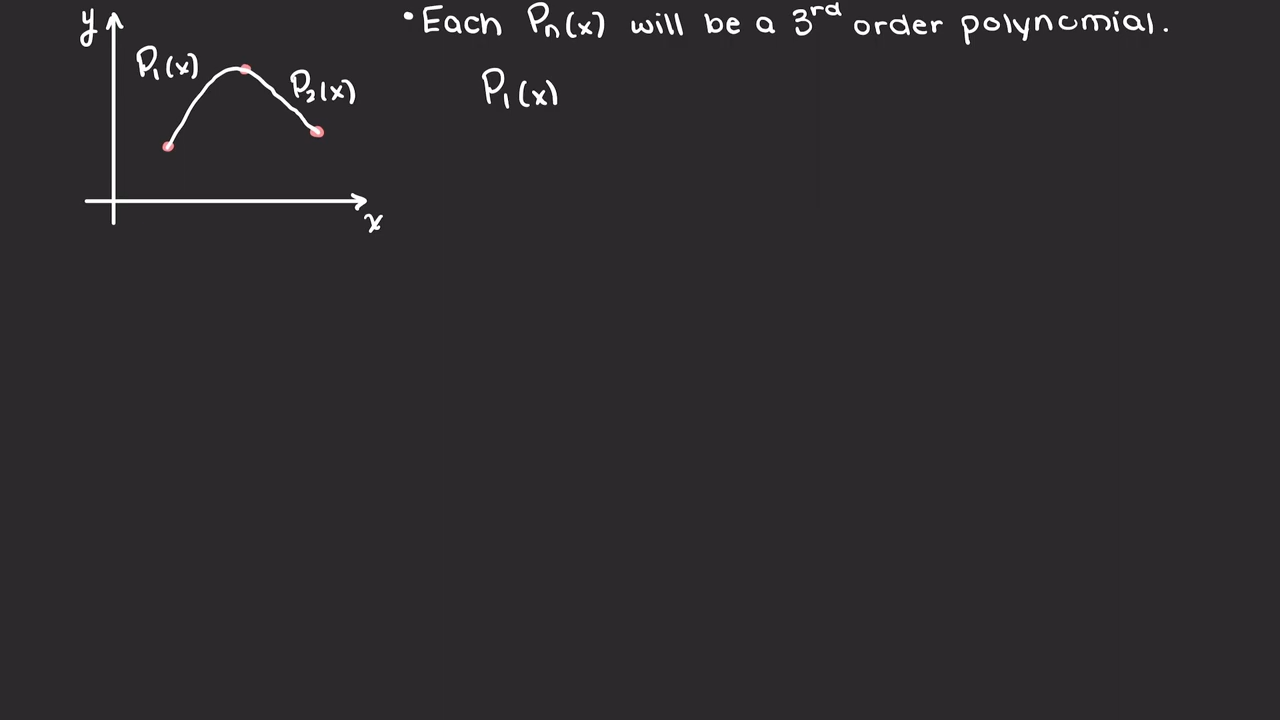 y
• Each Pₙ(x) will be a 3ʳᵈ order polynomial.
P₁(x)
P₂(x)
P₁(x)
x